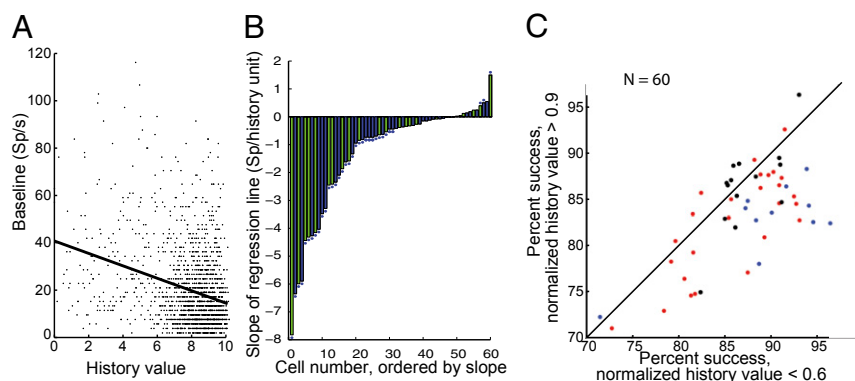 A
120
100
80
60
40
20
0
Baseline (Sp/s)
0 2 4 6 8 10
History value
B
2
1
0
−1
−2
−3
−4
−5
−6
−7
−8
Slope of regression line (Sp/history unit)
0 10 20 30 40 50 60
Cell number, ordered by slope
C
N = 60
95
90
85
80
75
70
Percent success,
normalized history value > 0.9
70 75 80 85 90 95
Percent success,
normalized history value < 0.6